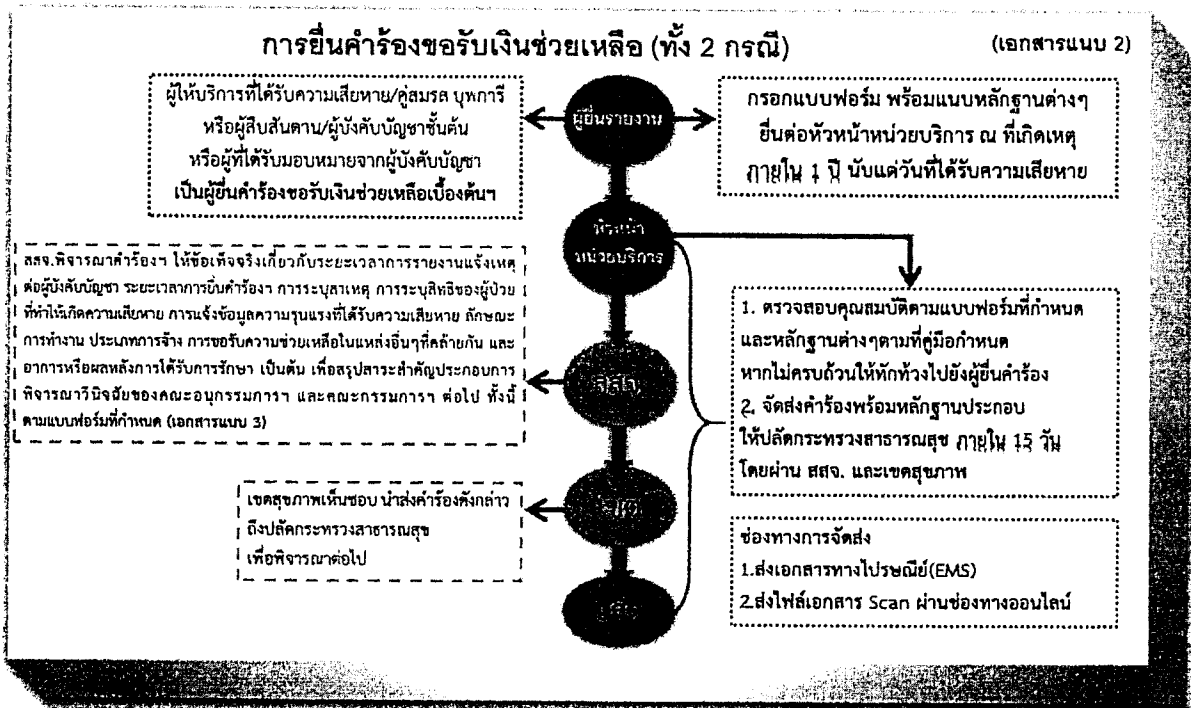 การยื่นคำร้องขอรับเงินช่วยเหลือ (ทั้ง 2 กรณี)
(เอกสารแนบ 2)
ผู้ให้บริการที่ได้รับความเสียหาย/คู่สมรส บุพการี
หรือผู้สืบสันดาน/ผู้บังคับบัญชาชั้นต้น
หรือผู้ที่ได้รับมอบหมายจากผู้บังคับบัญชา
เป็นผู้ยื่นคำร้องขอรับเงินช่วยเหลือเบื้องต้นฯ
ผู้ยื่นรายงาน
กรอกแบบฟอร์ม พร้อมแนบหลักฐานต่างๆ
ยื่นต่อหัวหน้าหน่วยบริการ ณ ที่เกิดเหตุ
ภายใน 1 ปี นับแต่วันที่ได้รับความเสียหาย
หัวหน้า
หน่วยบริการ
สสจ.พิจารณาคำร้องฯ ให้ข้อเท็จจริงเกี่ยวกับระยะเวลาการรายงานแจ้งเหตุ
ต่อผู้บังคับบัญชา ระยะเวลาการยื่นคำร้องฯ การระบุสาเหตุ การระบุสิทธิของผู้ป่วย
ที่ทำให้เกิดความเสียหาย การแจ้งข้อมูลความรุนแรงที่ได้รับความเสียหาย ลักษณะ
การทำงาน ประเภทการจ้าง การขอรับความช่วยเหลือในแหล่งอื่นๆที่คล้ายกัน และ
อาการหรือผลหลังการได้รับการรักษา เป็นต้น เพื่อสรุปสาระสำคัญประกอบการ
พิจารณาวินิจฉัยของคณะอนุกรรมการฯ และคณะกรรมการฯ ต่อไป ทั้งนี้
ตามแบบฟอร์มที่กำหนด (เอกสารแนบ 3)
สสจ.
1. ตรวจสอบคุณสมบัติตามแบบฟอร์มที่กำหนด
และหลักฐานต่างๆตามที่คู่มือกำหนด
หากไม่ครบถ้วนให้ทักท้วงไปยังผู้ยื่นคำร้อง
2. จัดส่งคำร้องพร้อมหลักฐานประกอบ
ให้ปลัดกระทรวงสาธารณสุข ภายใน 15 วัน
โดยผ่าน สสจ. และเขตสุขภาพ
เขตสุขภาพเห็นชอบ นำส่งคำร้องดังกล่าว
ถึงปลัดกระทรวงสาธารณสุข
เพื่อพิจารณาต่อไป
ช่องทางการจัดส่ง
1.ส่งเอกสารทางไปรษณีย์(EMS)
2.ส่งไฟล์เอกสาร Scan ผ่านช่องทางออนไลน์